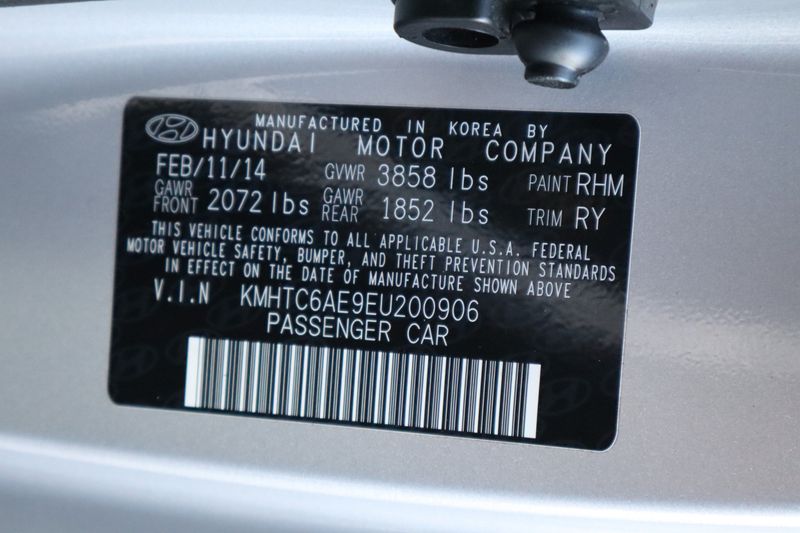 MANUFACTURED IN KOREA BY
HYUNDAI MOTOR COMPANY
FEB/11/14 GVWR 3858 lbs PAINT RHM
GAWR FRONT 2072 lbs GAWR REAR 1852 lbs TRIM RY
THIS VEHICLE CONFORMS TO ALL APPLICABLE U.S.A. FEDERAL
MOTOR VEHICLE SAFETY, BUMPER, AND THEFT PREVENTION STANDARDS
IN EFFECT ON THE DATE OF MANUFACTURE SHOWN ABOVE
V.I.N KMHTC6AE9EU200906
PASSENGER CAR